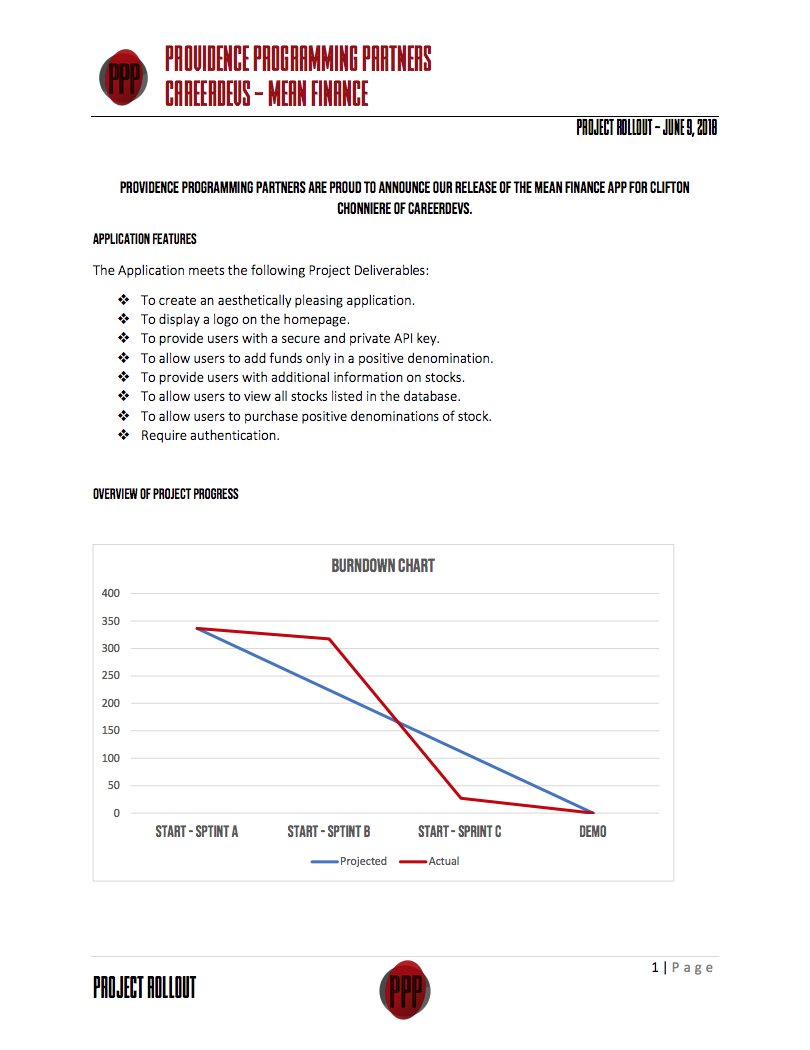 PPP
PROVIDENCE PROGRAMMING PARTNERS
CAREERDEVS – MEAN FINANCE
PROJECT ROLLOUT – JUNE 9, 2018
PROVIDENCE PROGRAMMING PARTNERS ARE PROUD TO ANNOUNCE OUR RELEASE OF THE MEAN FINANCE APP FOR CLIFTON
CHONNIERE OF CAREERDEVS.
APPLICATION FEATURES
The Application meets the following Project Deliverables:
❖ To create an aesthetically pleasing application.
❖ To display a logo on the homepage.
❖ To provide users with a secure and private API key.
❖ To allow users to add funds only in a positive denomination.
❖ To provide users with additional information on stocks.
❖ To allow users to view all stocks listed in the database.
❖ To allow users to purchase positive denominations of stock.
❖ Require authentication.
OVERVIEW OF PROJECT PROGRESS
BURNDOWN CHART
400
350
300
250
200
150
100
50
0
START - SPTINT A START - SPTINT B START - SPRINT C DEMO
Projected Actual
1 | Page
PROJECT ROLLOUT
PPP